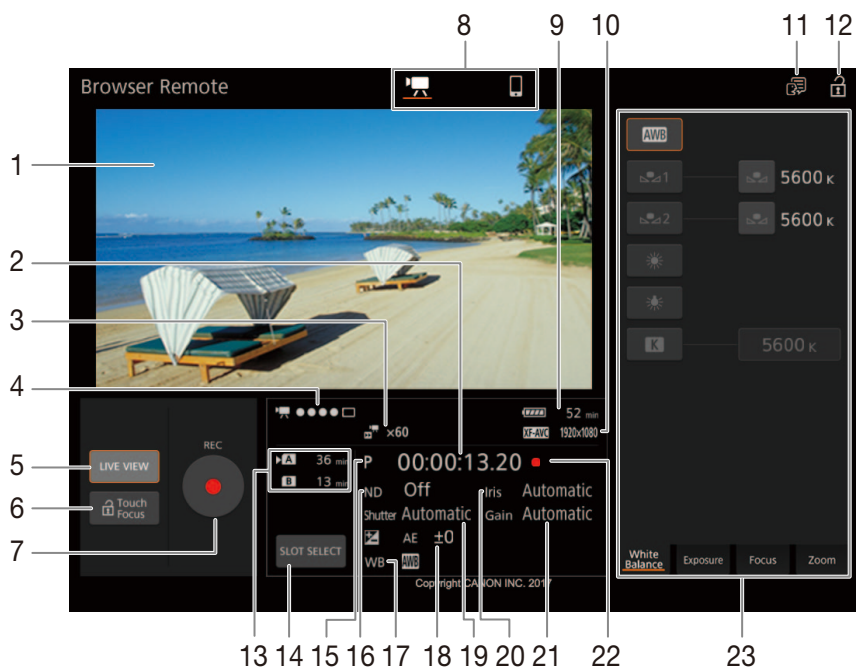 8 9 10 11 12
Browser Remote
1
AWB
1 5600 K
2 5600 K
2
3
K 5600 K
4
52 min
×60
XF-AVC 1920x1080
REC
5
LIVE VIEW
A 36 min
B 13 min
P 00:00:13.20
6
Touch
Focus
ND Off Iris Automatic
Shutter Automatic Gain Automatic
7
AE ±0
SLOT SELECT
WB AWB
White
Balance Exposure Focus Zoom
Copyright CANON INC. 2017
13 14 15 16 17 18 19 20 21 22 23